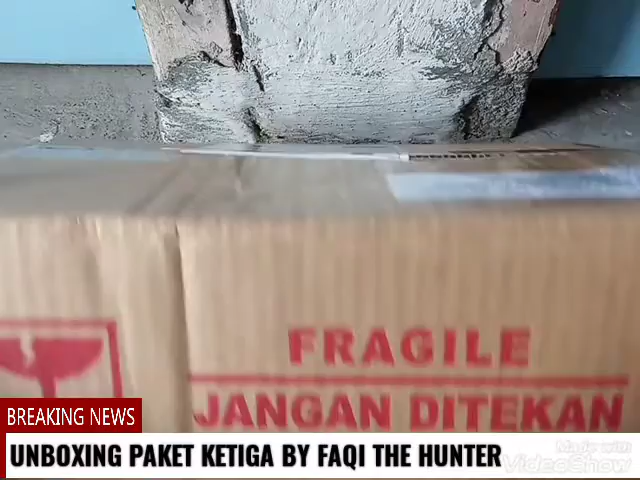 FRAGILE
JANGAN DITEKAN
BREAKING NEWS
UNBOXING PAKET KETIGA BY FAQI THE HUNTER
Made with
VideoShow